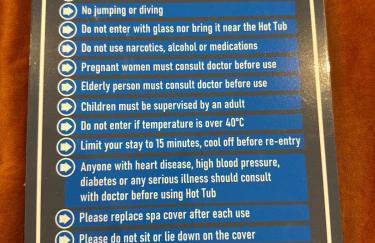 No jumping or diving
Do not enter with glass nor bring it near the Hot Tub
Do not use narcotics, alcohol or medications
Pregnant women must consult doctor before use
Elderly person must consult doctor before use
Children must be supervised by an adult
Do not enter if temperature is over 40°C
Limit your stay to 15 minutes, cool off before re-entry
Anyone with heart disease, high blood pressure,
diabetes or any serious illness should consult
with doctor before using Hot Tub
Please replace spa cover after each use
Please do not sit or lie down on the cover